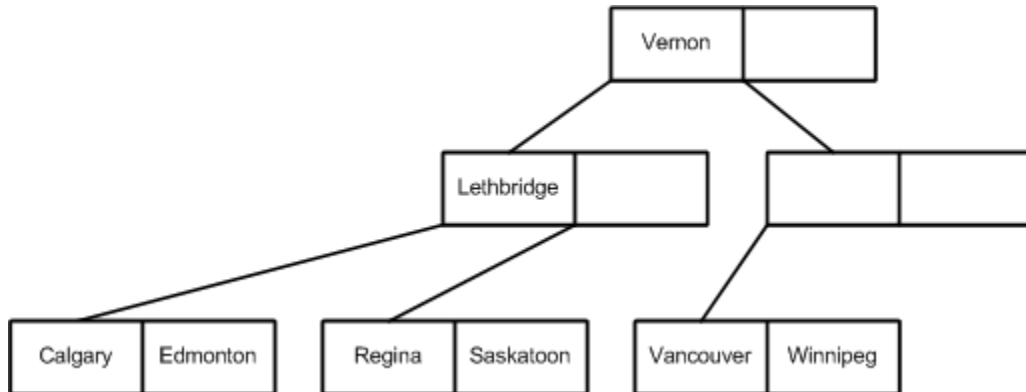 Vernon
Lethbridge
Calgary Edmonton Regina Saskatoon Vancouver Winnipeg